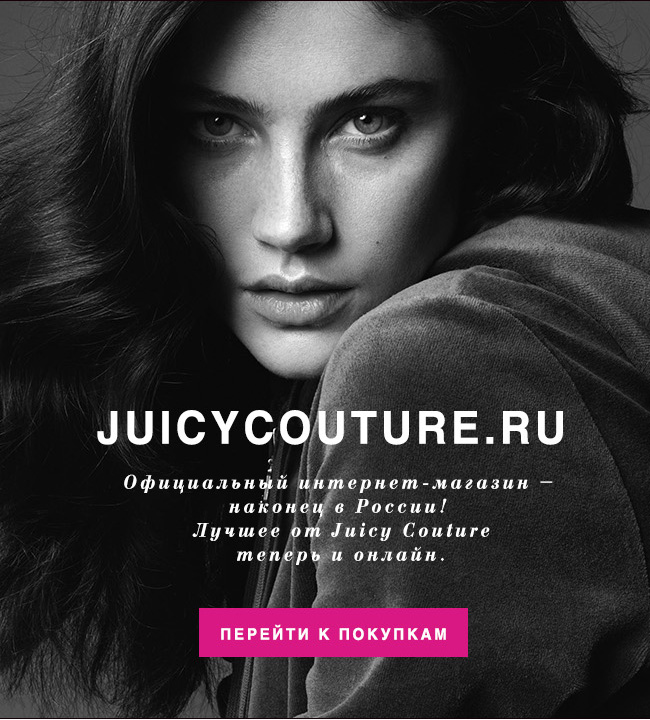 JUICYCOUTURE.RU
Официальный интернет-магазин –
наконец в России!
Лучшее от Juicy Couture
теперь и онлайн.
ПЕРЕЙТИ К ПОКУПКАМ